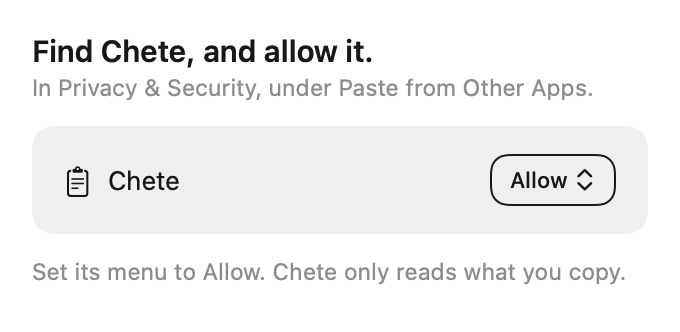 Find Chete, and allow it.
In Privacy & Security, under Paste from Other Apps.
Chete
Allow
Set its menu to Allow. Chete only reads what you copy.